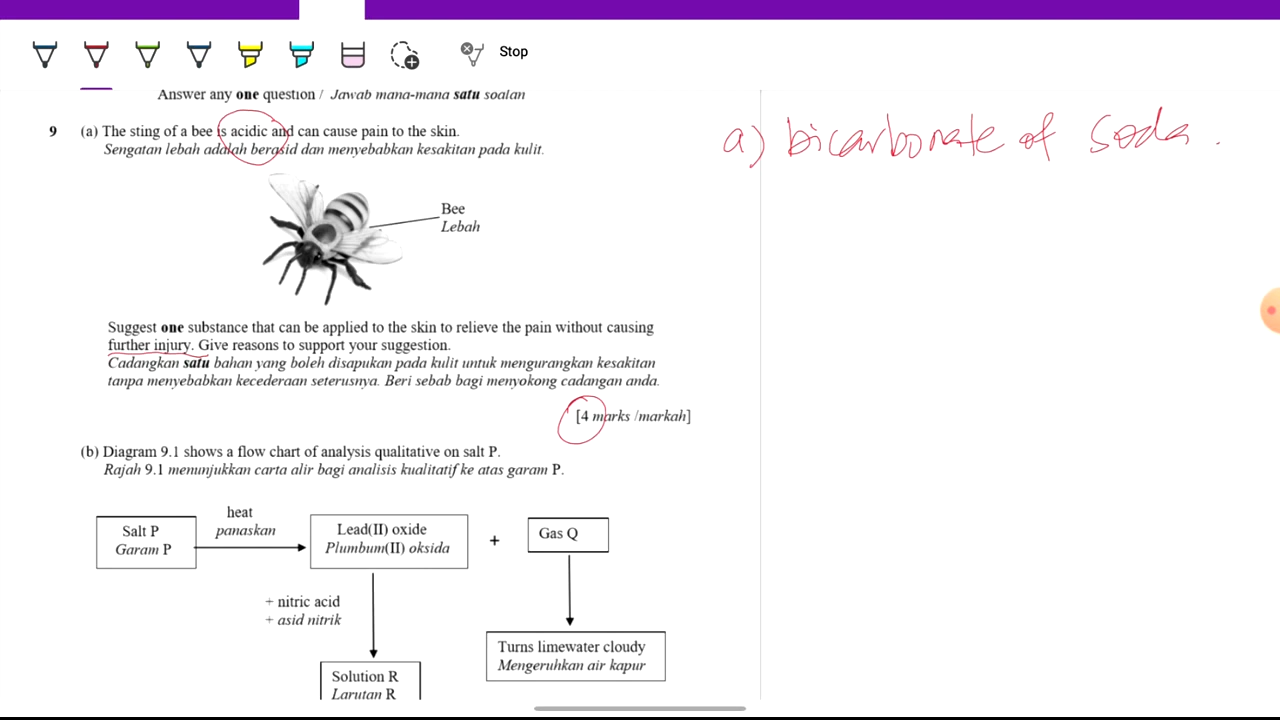 Stop
Answer any one question / Jawab mana-mana satu soalan
9 (a) The sting of a bee is acidic and can cause pain to the skin.
Sengatan lebah adalah berasid dan menyebabkan kesakitan pada kulit.
a) bicarbonate of soda.
Bee
Lebah
Suggest one substance that can be applied to the skin to relieve the pain without causing
further injury. Give reasons to support your suggestion.
Cadangkan satu bahan yang boleh disapukan pada kulit untuk mengurangkan kesakitan
tanpa menyebabkan kecederaan seterusnya. Beri sebab bagi menyokong cadangan anda.
[4 marks /markah]
(b) Diagram 9.1 shows a flow chart of analysis qualitative on salt P.
Rajah 9.1 menunjukkan carta alir bagi analisis kualitatif ke atas garam P.
Salt P
Garam P
heat
panaskan
Lead(II) oxide
Plumbum(II) oksida
+
Gas Q
+ nitric acid
+ asid nitrik
Turns limewater cloudy
Mengeruhkan air kapur
Solution R
Larutan R